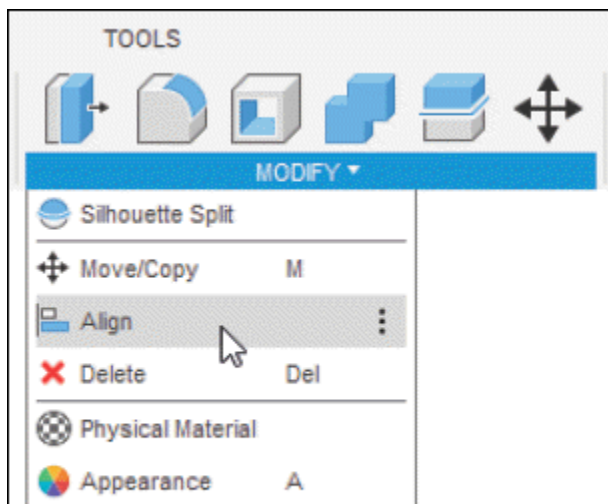 TOOLS
MODIFY ▼
Silhouette Split
Move/Copy M
Align
Delete Del
Physical Material
Appearance A